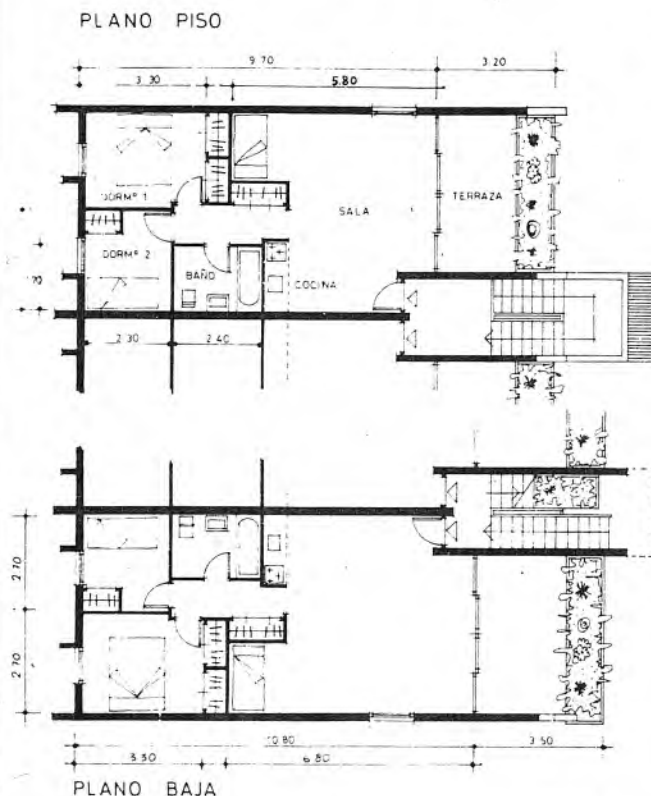 PLANO PISO
9.70
3.20
3.30
5.80
DORMº 1
SALA
TERRAZA
DORMº 2
BAÑO
COCINA
2.30
2.40
2.70
2.70
10.80
3.50
3.30
6.80
PLANO BAJA